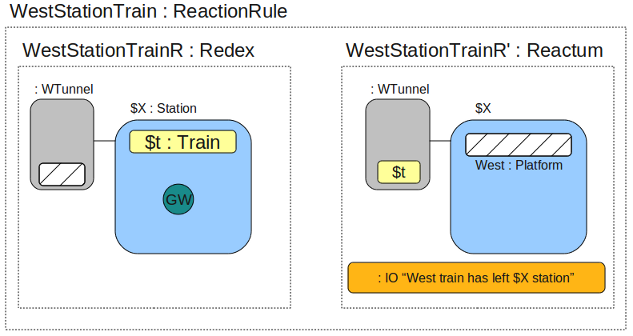 WestStationTrain : ReactionRule
WestStationTrainR : Redex
: WTunnel
$X : Station
$t : Train
GW
WestStationTrainR' : Reactum
: WTunnel
$X
West : Platform
$t
: IO “West train has left $X station”